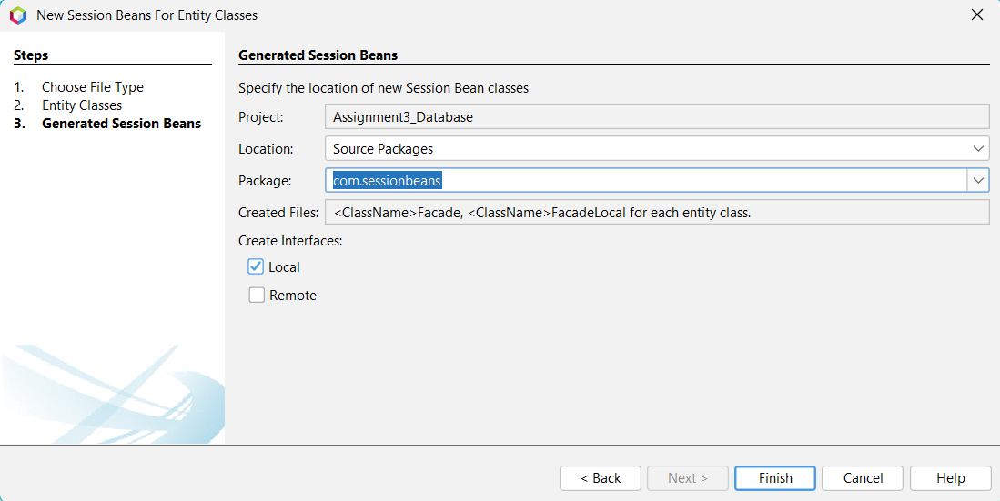 New Session Beans For Entity Classes
Steps
1. Choose File Type
2. Entity Classes
3. Generated Session Beans
Generated Session Beans
Specify the location of new Session Bean classes
Project: Assignment3_Database
Location: Source Packages
Package: com.sessionbeans
Created Files: <ClassName>Facade, <ClassName>FacadeLocal for each entity class.
Create Interfaces:
Local
Remote
< Back Next > Finish Cancel Help